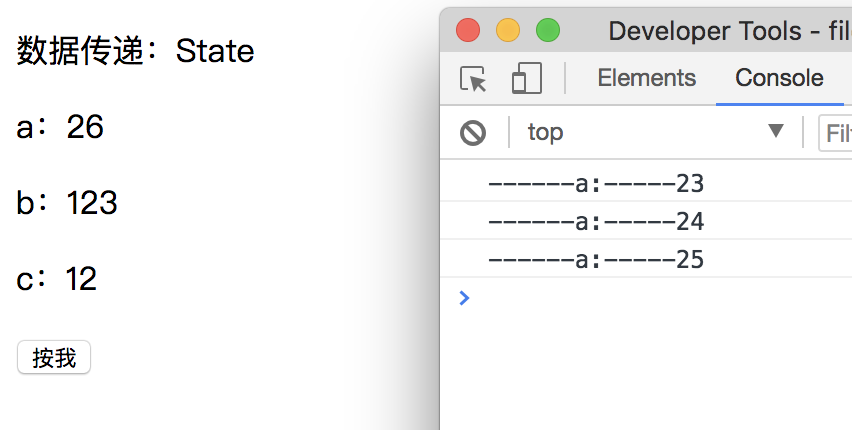 数据传递：State
a：26
b：123
c：12
按我
Developer Tools - fil
Elements
Console
top
Filt
------a:-----23
------a:-----24
------a:-----25